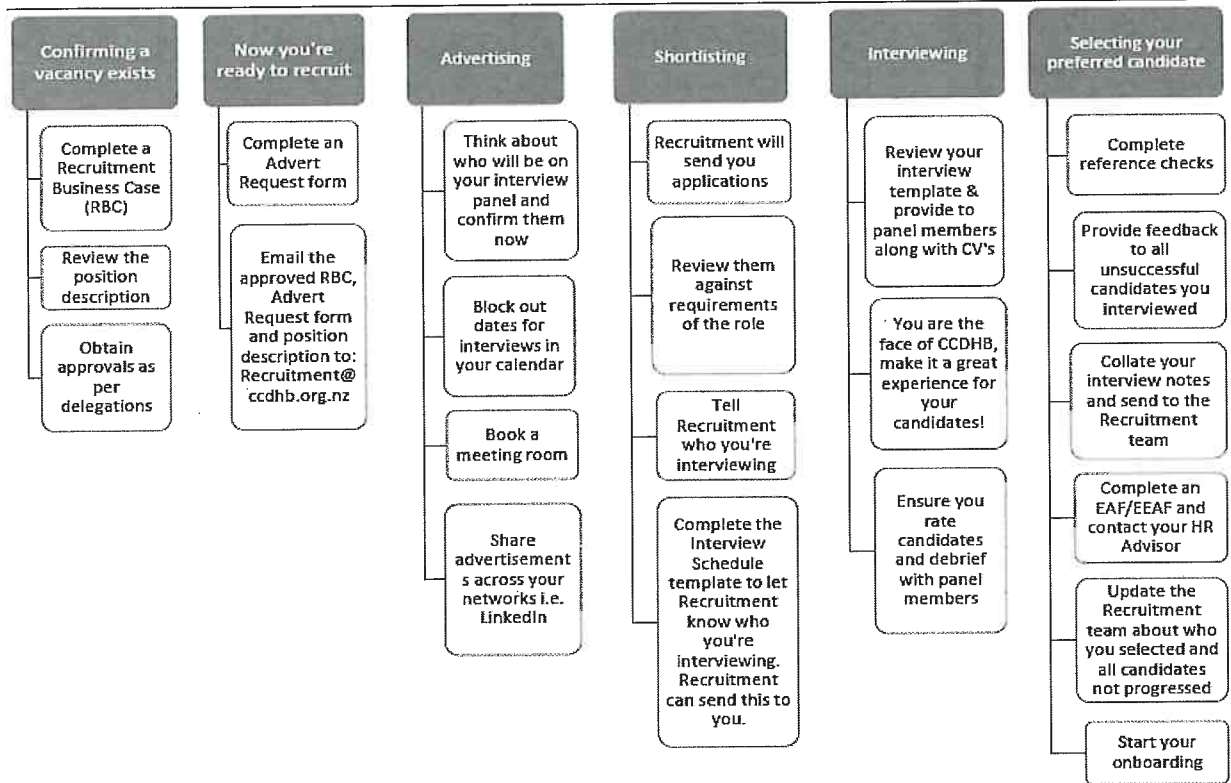 Confirming a
vacancy exists
Complete a
Recruitment
Business Case
(RBC)
Review the
position
description
Obtain
approvals as
per
delegations
Now you're
ready to recruit
Complete an
Advert
Request form
Email the
approved RBC,
Advert
Request form
and position
description to:
Recruitment@
ccdhb.org.nz
Advertising
Think about
who will be on
your interview
panel and
confirm them
now
Block out
dates for
interviews in
your calendar
Book a
meeting room
Share
advertisement
s across your
networks i.e.
LinkedIn
Shortlisting
Recruitment will
send you
applications
Review them
against
requirements
of the role
Tell
Recruitment
who you're
interviewing
Complete the
Interview
Schedule
template to let
Recruitment
know who
you're
interviewing.
Recruitment
can send this to
you.
Interviewing
Review your
interview
template &
provide to
panel members
along with CV's
You are the
face of CCDHB,
make it a great
experience for
your
candidates!
Ensure you
rate
candidates
and debrief
with panel
members
Selecting your
preferred candidate
Complete
reference checks
Provide feedback
to all
unsuccessful
candidates you
interviewed
Collate your
interview notes
and send to the
Recruitment
team
Complete an
EAF/EEAF and
contact your HR
Advisor
Update the
Recruitment
team about who
you selected and
all candidates
not progressed
Start your
onboarding